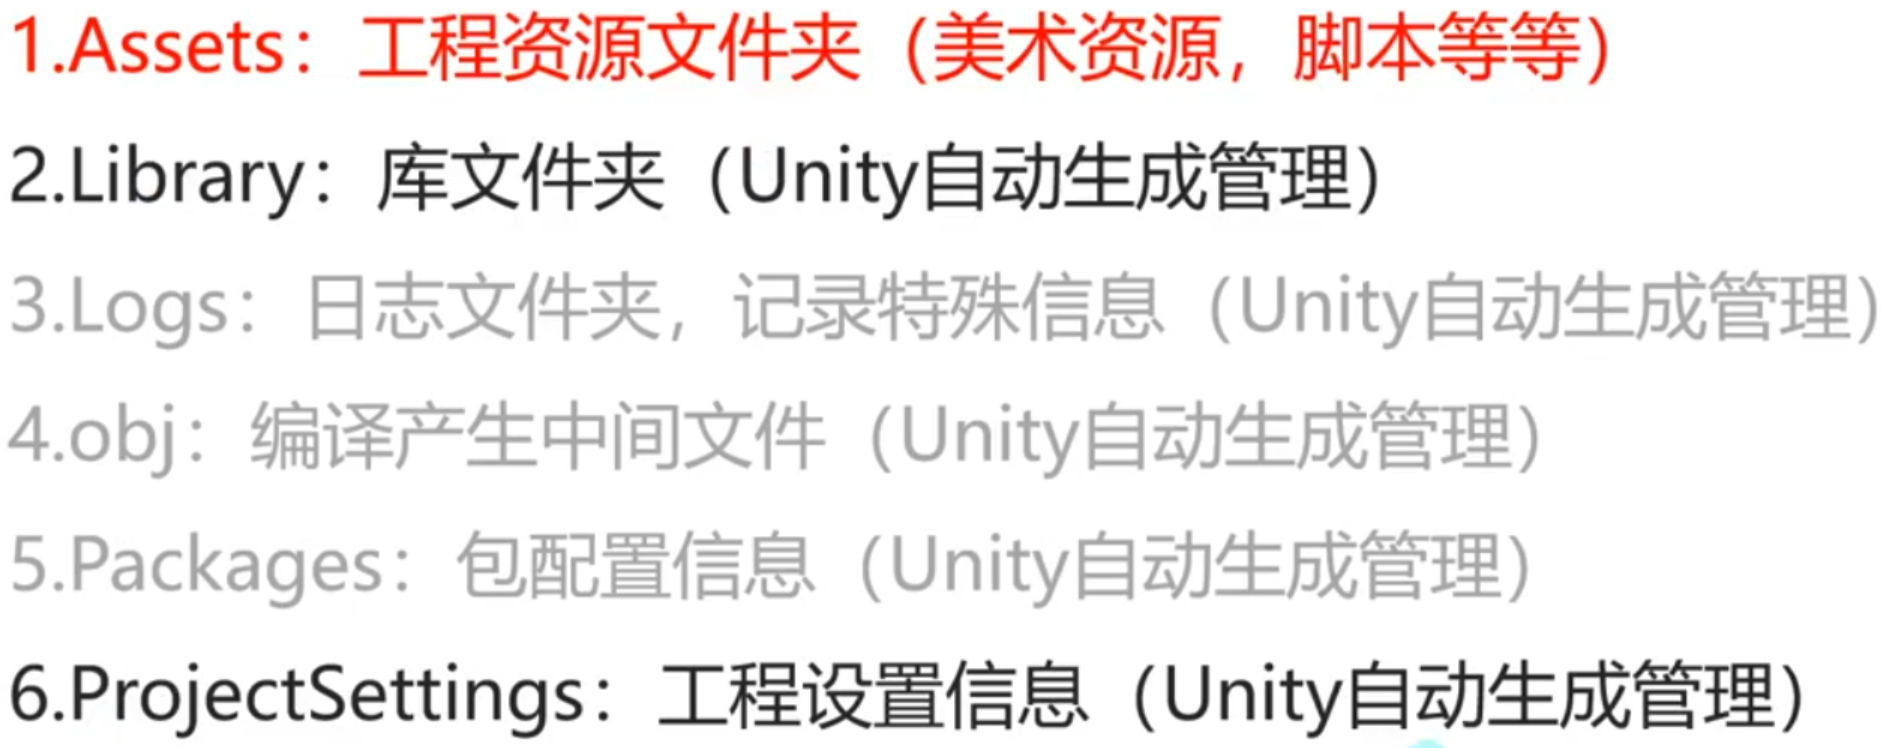 1.Assets：工程资源文件夹（美术资源，脚本等等）
2.Library：库文件夹（Unity自动生成管理）
3.Logs：日志文件夹，记录特殊信息（Unity自动生成管理）
4.obj：编译产生中间文件（Unity自动生成管理）
5.Packages：包配置信息（Unity自动生成管理）
6.ProjectSettings：工程设置信息（Unity自动生成管理）